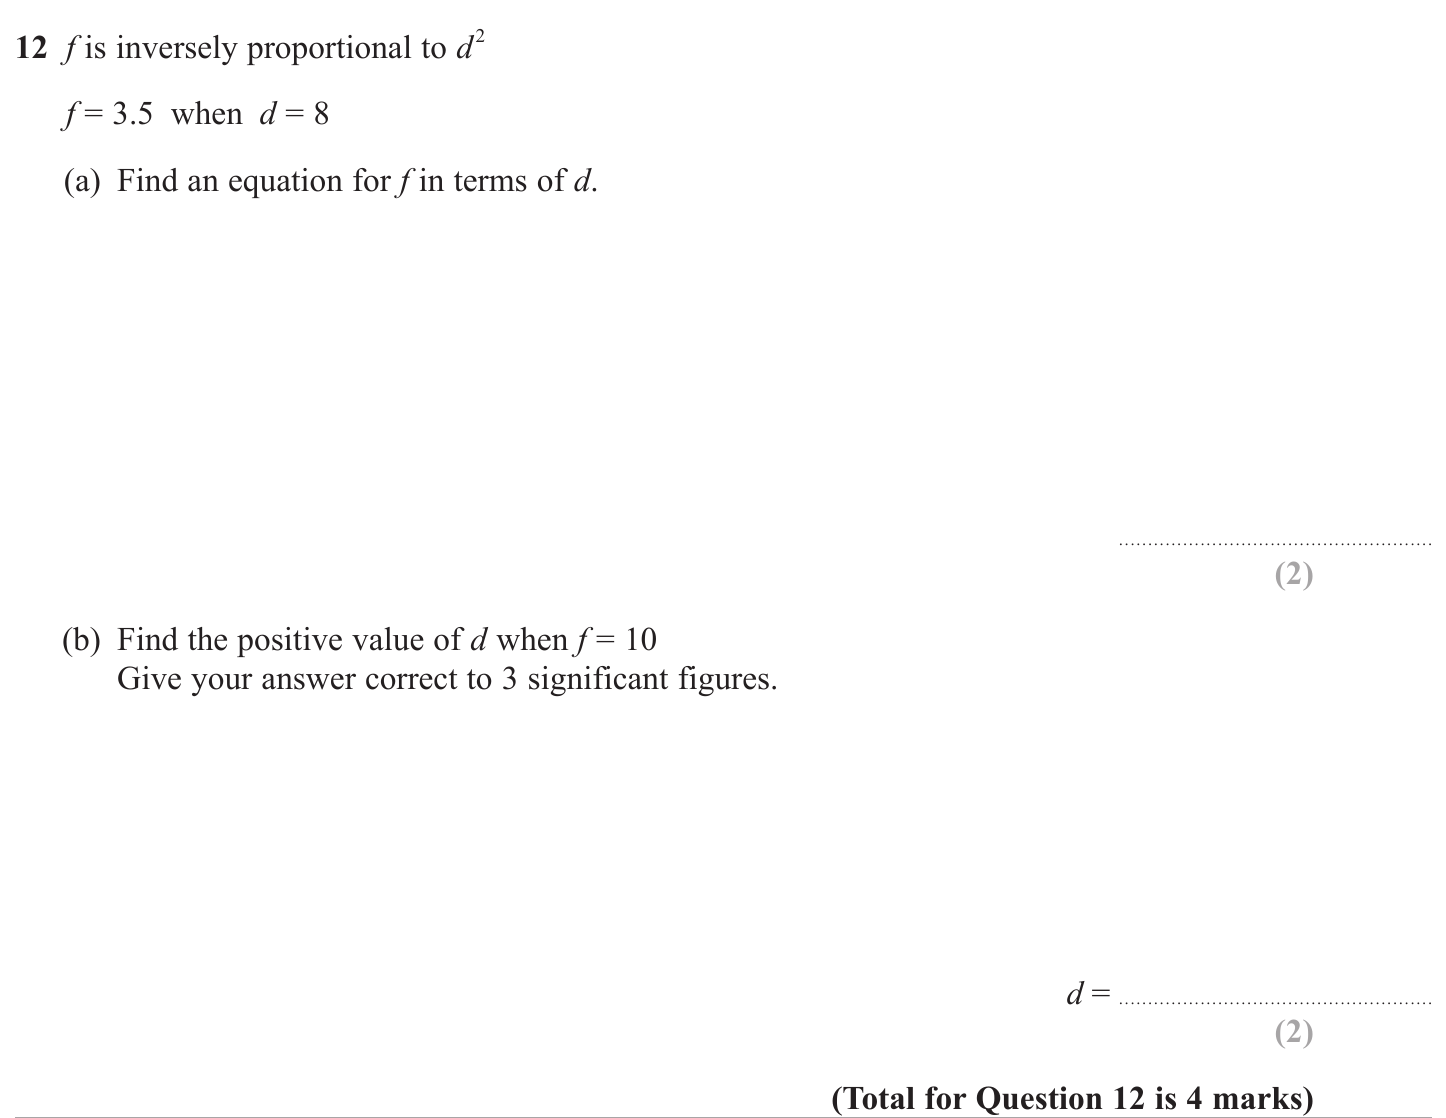 12 f is inversely proportional to d²
f = 3.5 when d = 8
(a) Find an equation for f in terms of d.
(2)
(b) Find the positive value of d when f = 10
Give your answer correct to 3 significant figures.
d =
(2)
(Total for Question 12 is 4 marks)